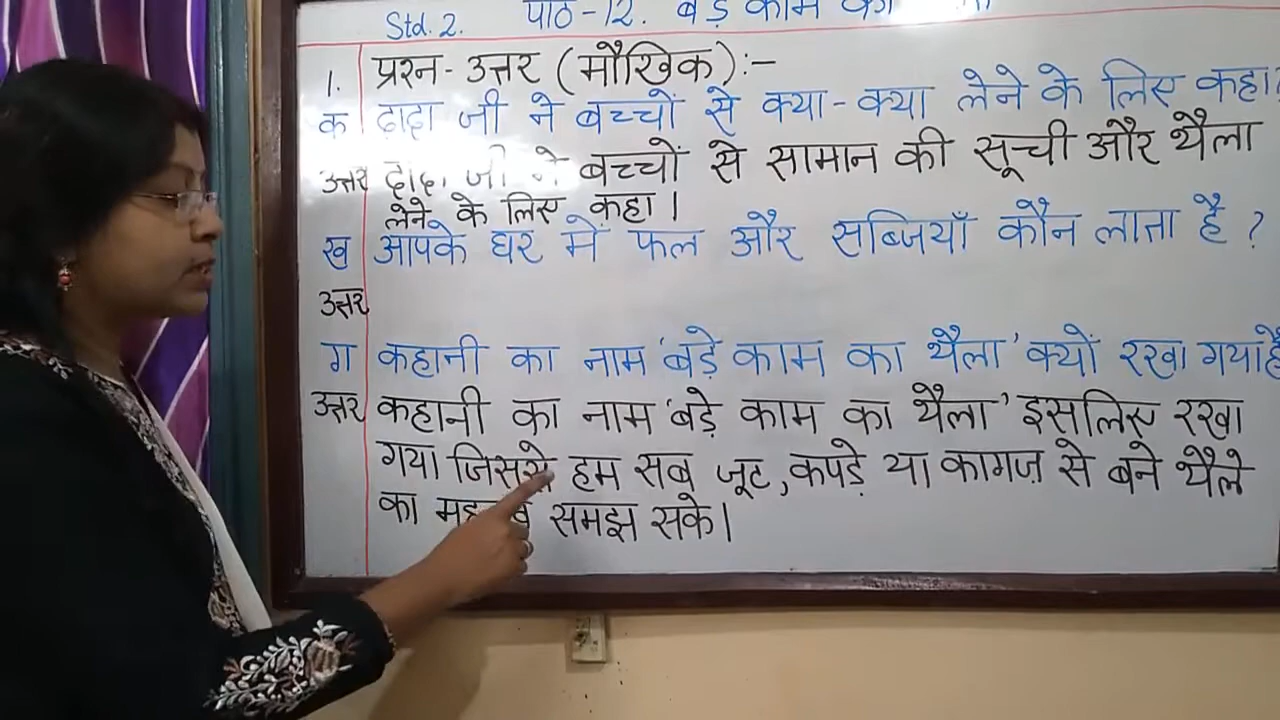 Std. 2. पाठ-12. बड़े काम का
1. प्रश्न-उत्तर (मौखिक):-
क दादा जी ने बच्चों से क्या-क्या लेने के लिए कहा?
उत्तर दादा जी ने बच्चों से सामान की सूची और थैला
लेने के लिए कहा।
ख आपके घर में फल और सब्जियाँ कौन लाता है ?
उत्तर
ग कहानी का नाम 'बड़े काम का थैला' क्यों रखा गया है
उत्तर कहानी का नाम 'बड़े काम का थैला' इसलिए रखा
गया जिससे हम सब जूट, कपड़े या कागज़ से बने थैले
का समझ सके।